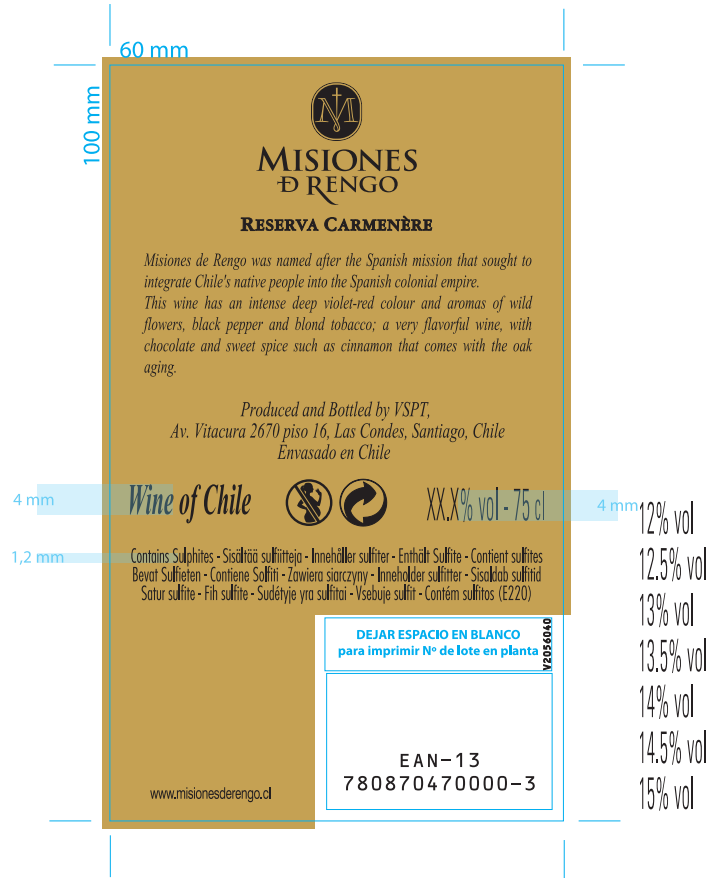 60 mm
100 mm
M
MISIONES
D RENGO
RESERVA CARMENÈRE
Misiones de Rengo was named after the Spanish mission that sought to
integrate Chile's native people into the Spanish colonial empire.
This wine has an intense deep violet-red colour and aromas of wild
flowers, black pepper and blond tobacco; a very flavorful wine, with
chocolate and sweet spice such as cinnamon that comes with the oak
aging.
Produced and Bottled by VSPT,
Av. Vitacura 2670 piso 16, Las Condes, Santiago, Chile
Envasado en Chile
4 mm
Wine of Chile
XX.X% vol - 75 cl
4 mm
1,2 mm
Contains Sulphites - Sisältää sulfiitteja - Innehåller sulfiter - Enthält Sulfite - Contient sulfites
Bevat Sulfieten - Contiene Solfiti - Zawiera siarczyny - Inneholder sulfitter - Sisaldab sulfitid
Satur sulfite - Fih sulfite - Sudétyje yra sulfitai - Vsebuje sulfit - Contém sulfitos (E220)
DEJAR ESPACIO EN BLANCO
para imprimir Nº de lote en planta
V2056040
EAN-13
780870470000-3
www.misionesderengo.cl
12% vol
12.5% vol
13% vol
13.5% vol
14% vol
14.5% vol
15% vol